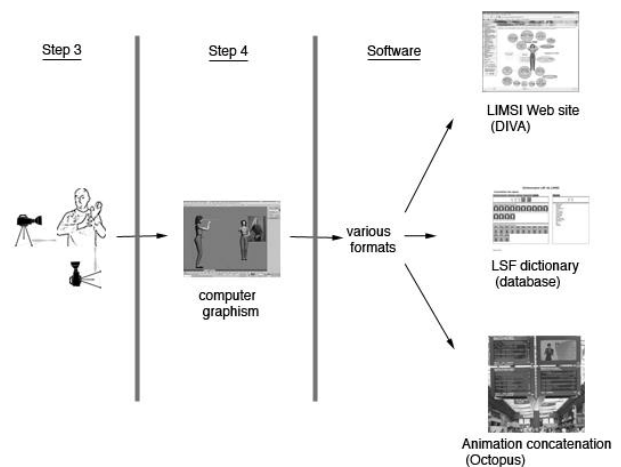 Step 3
Step 4
Software
LIMSI Web site
(DIVA)
various
formats
LSF dictionary
(database)
computer
graphism
Animation concatenation
(Octopus)